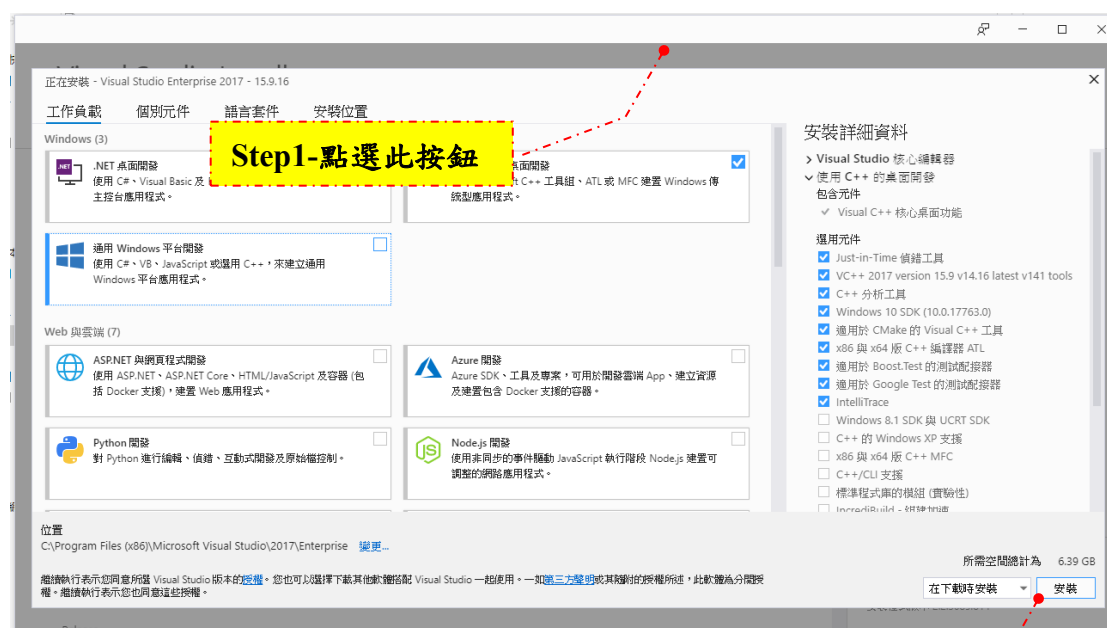 正在安裝 - Visual Studio Enterprise 2017 - 15.9.16
工作負載 個別元件 語言套件 安裝位置
Windows (3)
Step1-點選此按鈕
.NET 桌面開發
使用 C#、Visual Basic 及
主控台應用程式。
桌面開發
C++ 工具組、ATL 或 MFC 建置 Windows 傳
統型應用程式。
通用 Windows 平台開發
使用 C#、VB、JavaScript 或選用 C++，來建立通用
Windows 平台應用程式。
Web 與雲端 (7)
ASP.NET 與網頁程式開發
使用 ASP.NET、ASP.NET Core、HTML/JavaScript 及容器 (包
括 Docker 支援)，建置 Web 應用程式。
Azure 開發
Azure SDK、工具及專案，可用於開發雲端 App、建立資源
及建置包含 Docker 支援的容器。
Python 開發
對 Python 進行編輯、偵錯、互動式開發及原始檔控制。
Node.js 開發
使用非同步的事件驅動 JavaScript 執行階段 Node.js 建置可
調整的網路應用程式。
安裝詳細資料
Visual Studio 核心編輯器
使用 C++ 的桌面開發
包含元件
Visual C++ 核心桌面功能
選用元件
Just-in-Time 偵錯工具
VC++ 2017 version 15.9 v14.16 latest v141 tools
C++ 分析工具
Windows 10 SDK (10.0.17763.0)
適用於 CMake 的 Visual C++ 工具
x86 與 x64 版 C++ 編譯器 ATL
適用於 Boost.Test 的測試配接器
適用於 Google Test 的測試配接器
IntelliTrace
Windows 8.1 SDK 與 UCRT SDK
C++ 的 Windows XP 支援
x86 與 x64 版 C++ MFC
C++/CLI 支援
標準程式庫的模組 (實驗性)
IncrediBuild - 組建加速
位置
C:\Program Files (x86)\Microsoft Visual Studio\2017\Enterprise 變更...
繼續執行表示您同意所選 Visual Studio 版本的授權。您也可以選擇下載其他軟體搭配 Visual Studio 一起使用。一如第三方聲明或其隨附的授權所述，此軟體為分開授
權。繼續執行表示您也同意這些授權。
所需空間總計為 6.39 GB
在下載時安裝 安裝